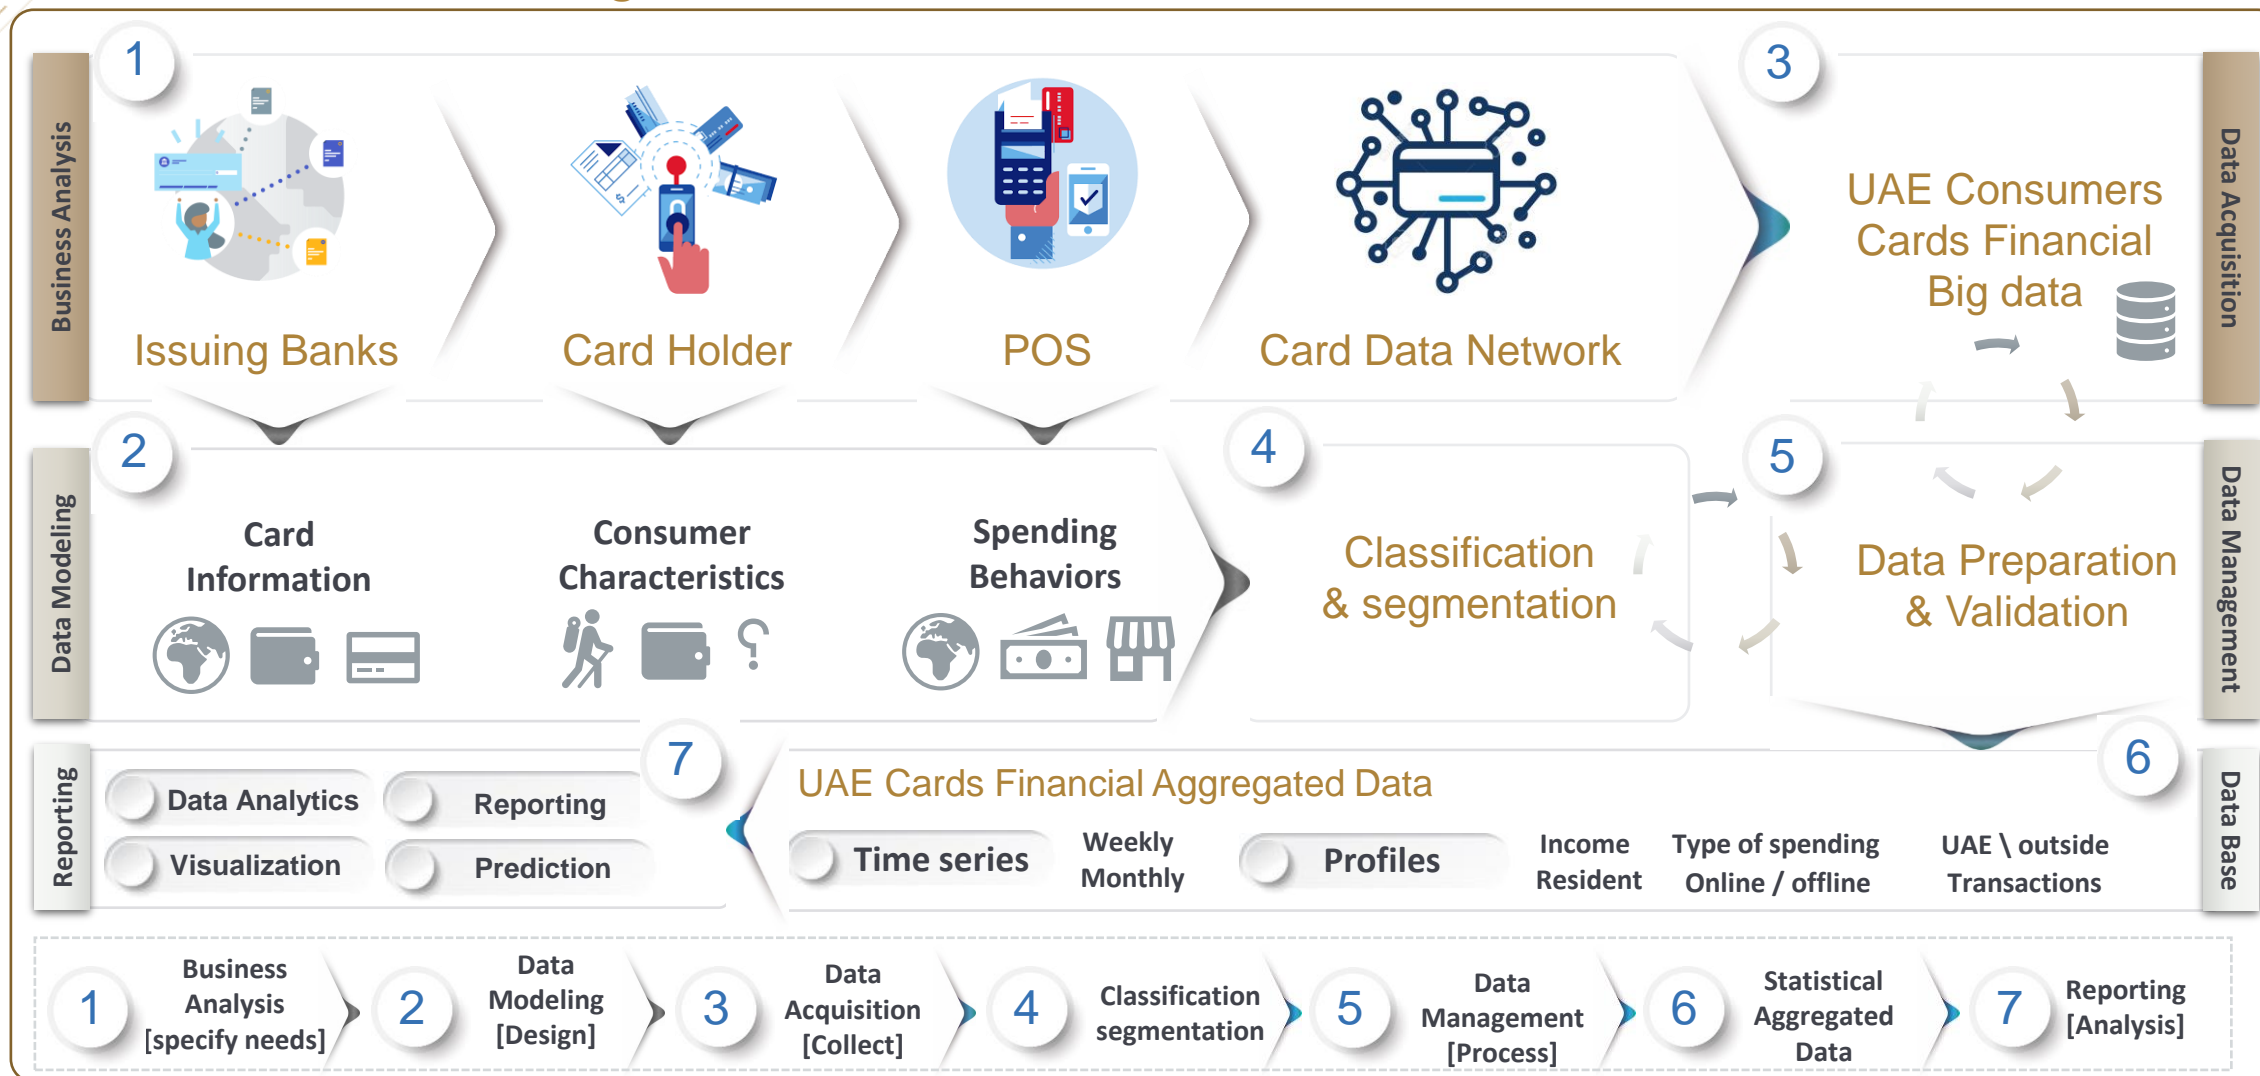 1
3
Business Analysis
Issuing Banks
Card Holder
POS
Card Data Network
UAE Consumers
Cards Financial
Big data
Data Acquisition
2
4
5
Data Modeling
Card
Information
Consumer
Characteristics
Spending
Behaviors
Classification
& segmentation
Data Preparation
& Validation
Data Management
7
6
Reporting
Data Analytics
Reporting
Visualization
Prediction
UAE Cards Financial Aggregated Data
Time series
Weekly
Monthly
Profiles
Income
Resident
Type of spending
Online / offline
UAE \ outside
Transactions
Data Base
1
Business
Analysis
[specify needs]
2
Data
Modeling
[Design]
3
Data
Acquisition
[Collect]
4
Classification
segmentation
5
Data
Management
[Process]
6
Statistical
Aggregated
Data
7
Reporting
[Analysis]